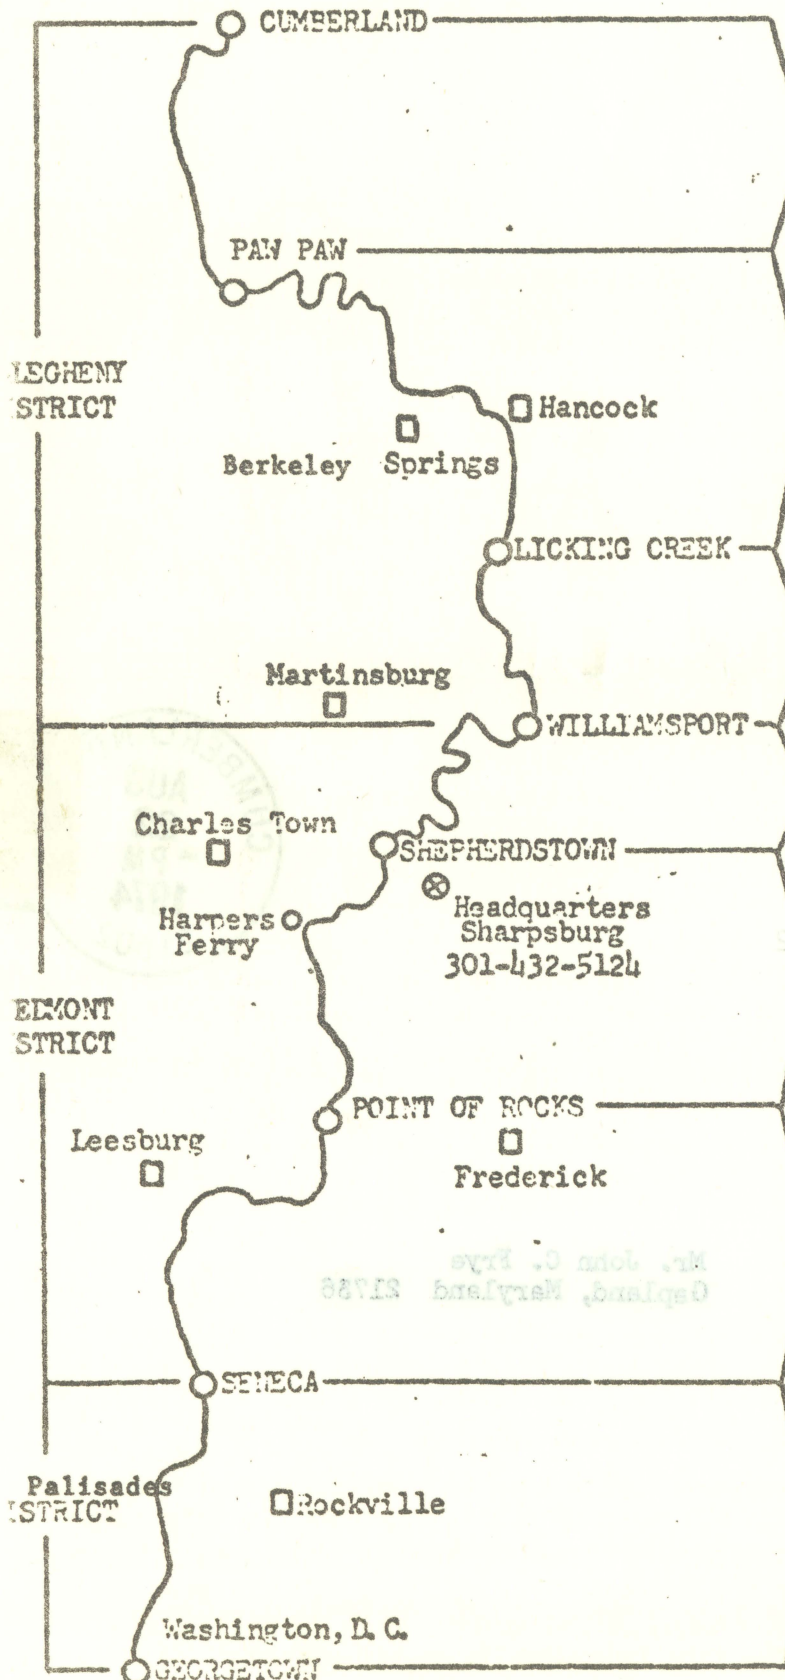 CUMBERLAND
PAW PAW
LEGHENY
STRICT
Hancock
Berkeley Springs
LICKING CREEK
Martinsburg
WILLIAMSPORT
Charles Town
SHEPHERDSTOWN
Headquarters
Sharpsburg
301-432-5124
Harpers
Ferry
EDMONT
STRICT
POINT OF ROCKS
Leesburg
Frederick
Mr. John C. Frye
Gapland, Maryland 21736
SENECA
Palisades
ISTRICT
Rockville
Washington, D. C.
GEORGETOWN